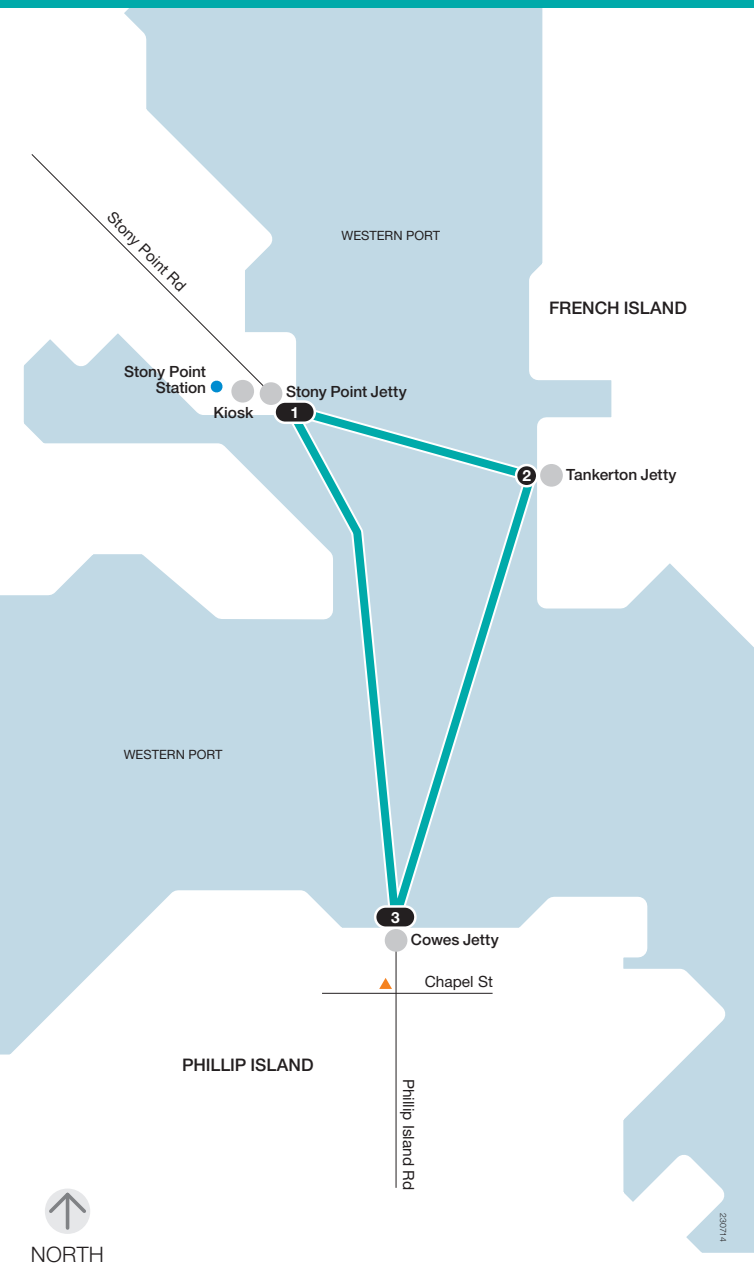 Stony Point Rd
WESTERN PORT
FRENCH ISLAND
Stony Point
Station
Kiosk
Stony Point Jetty
1
2
Tankerton Jetty
WESTERN PORT
3
Cowes Jetty
Chapel St
PHILLIP ISLAND
Phillip Island Rd
230714
NORTH